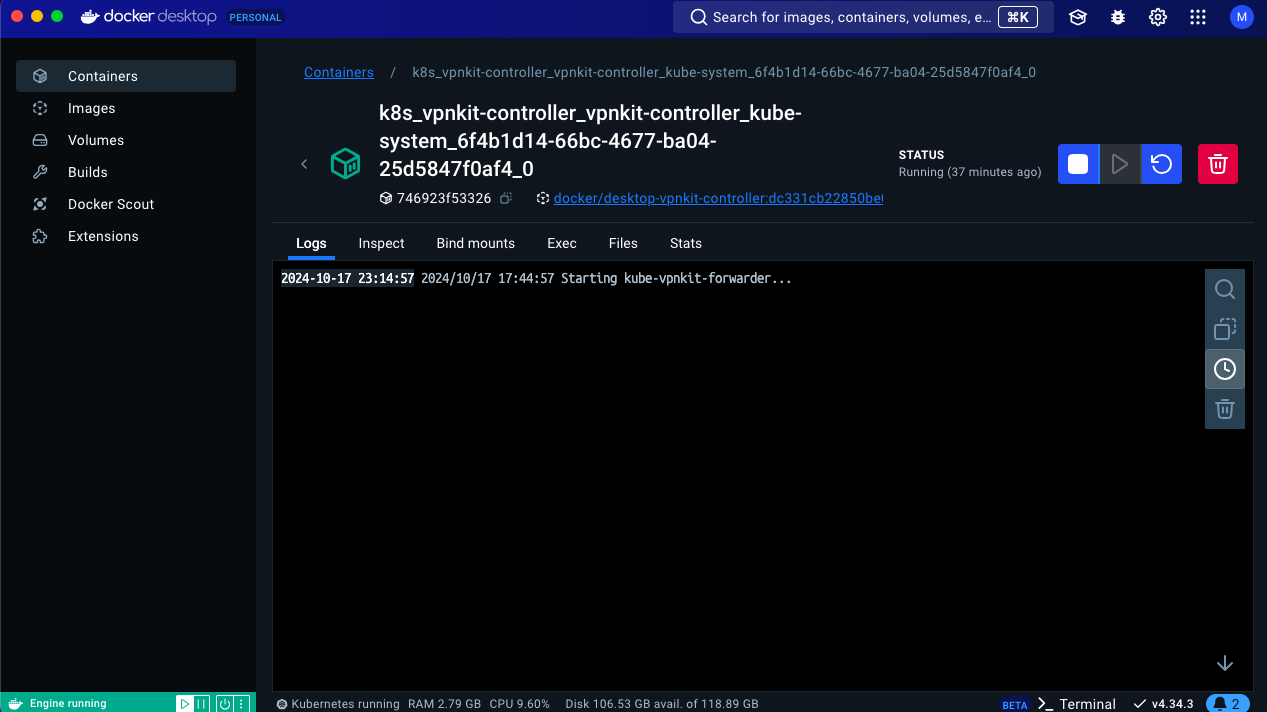 docker desktop PERSONAL
Search for images, containers, volumes, e... ⌘K
M
Containers
Images
Volumes
Builds
Docker Scout
Extensions
Containers / k8s_vpnkit-controller_vpnkit-controller_kube-system_6f4b1d14-66bc-4677-ba04-25d5847f0af4_0
k8s_vpnkit-controller_vpnkit-controller_kube-
system_6f4b1d14-66bc-4677-ba04-
25d5847f0af4_0
746923f53326 docker/desktop-vpnkit-controller:dc331cb22850be
STATUS
Running (37 minutes ago)
Logs Inspect Bind mounts Exec Files Stats
2024-10-17 23:14:57 2024/10/17 17:44:57 Starting kube-vpnkit-forwarder...
Engine running
Kubernetes running RAM 2.79 GB CPU 9.60% Disk 106.53 GB avail. of 118.89 GB
BETA Terminal v4.34.3 2